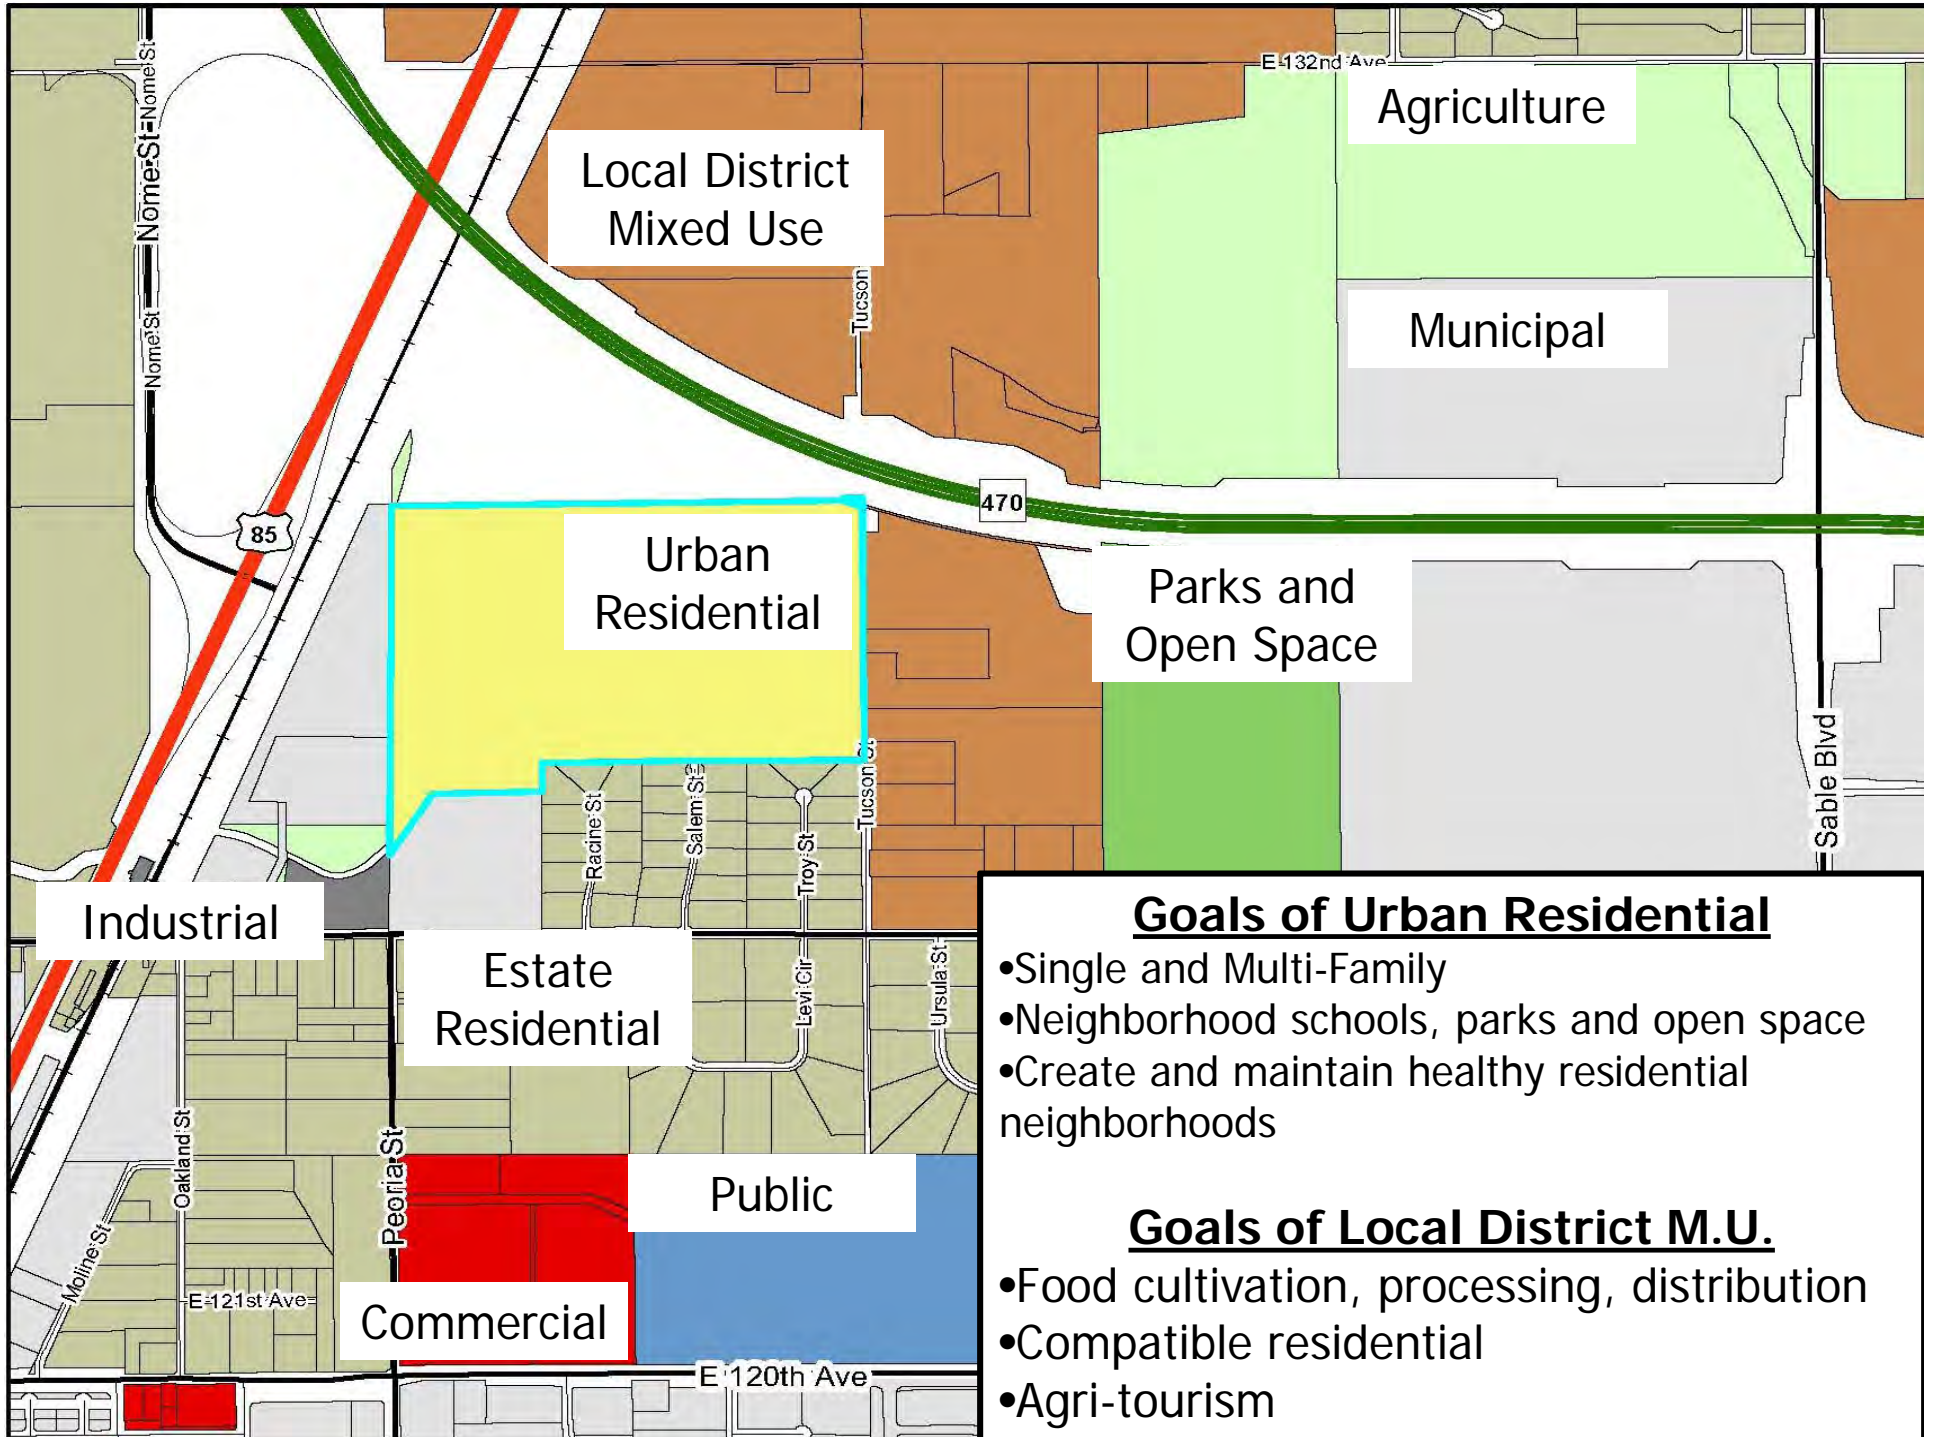 Nome St
Nome St
Nome St
E 132nd Ave
Agriculture
Local District
Mixed Use
Tucson
Municipal
Nome St
470
85
Urban
Residential
Parks and
Open Space
Tucson St
Sable Blvd
Racine St
Salem St
Troy St
Industrial
Estate
Residential
Levi Cir
Ursula St
Goals of Urban Residential
•Single and Multi-Family
•Neighborhood schools, parks and open space
•Create and maintain healthy residential
neighborhoods
Oakland St
Peoria St
Public
Goals of Local District M.U.
•Food cultivation, processing, distribution
•Compatible residential
•Agri-tourism
Moline St
E 121st Ave
Commercial
E 120th Ave